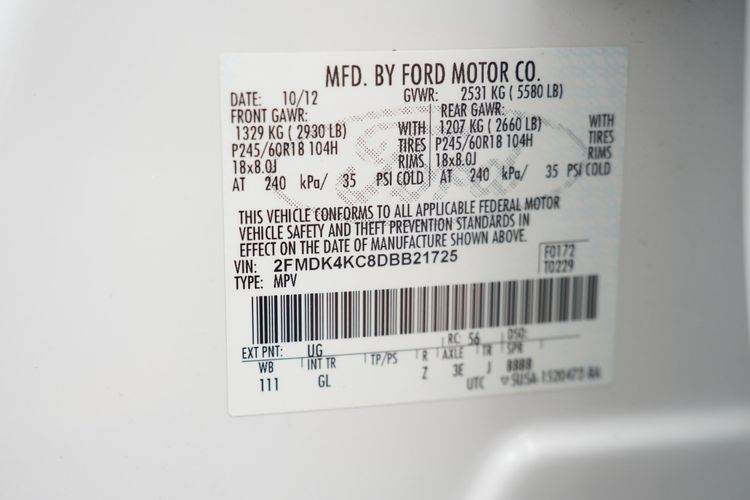 MFD. BY FORD MOTOR CO.
DATE: 10/12 GVWR: 2531 KG ( 5580 LB)
FRONT GAWR: REAR GAWR:
1329 KG ( 2930 LB) WITH 1207 KG ( 2660 LB) WITH
P245/60R18 104H TIRES P245/60R18 104H TIRES
18x8.0J RIMS 18x8.0J RIMS
AT 240 kPa/ 35 PSI COLD AT 240 kPa/ 35 PSI COLD
THIS VEHICLE CONFORMS TO ALL APPLICABLE FEDERAL MOTOR
VEHICLE SAFETY AND THEFT PREVENTION STANDARDS IN
EFFECT ON THE DATE OF MANUFACTURE SHOWN ABOVE.
VIN: 2FMDK4KC8DBB21725 F0172
TYPE: MPV T0229
RC: 56 DSO:
EXT PNT: UG
WB INT TR TP/PS R AXLE TR SPR
111 GL Z 3E J BBBB
UTC